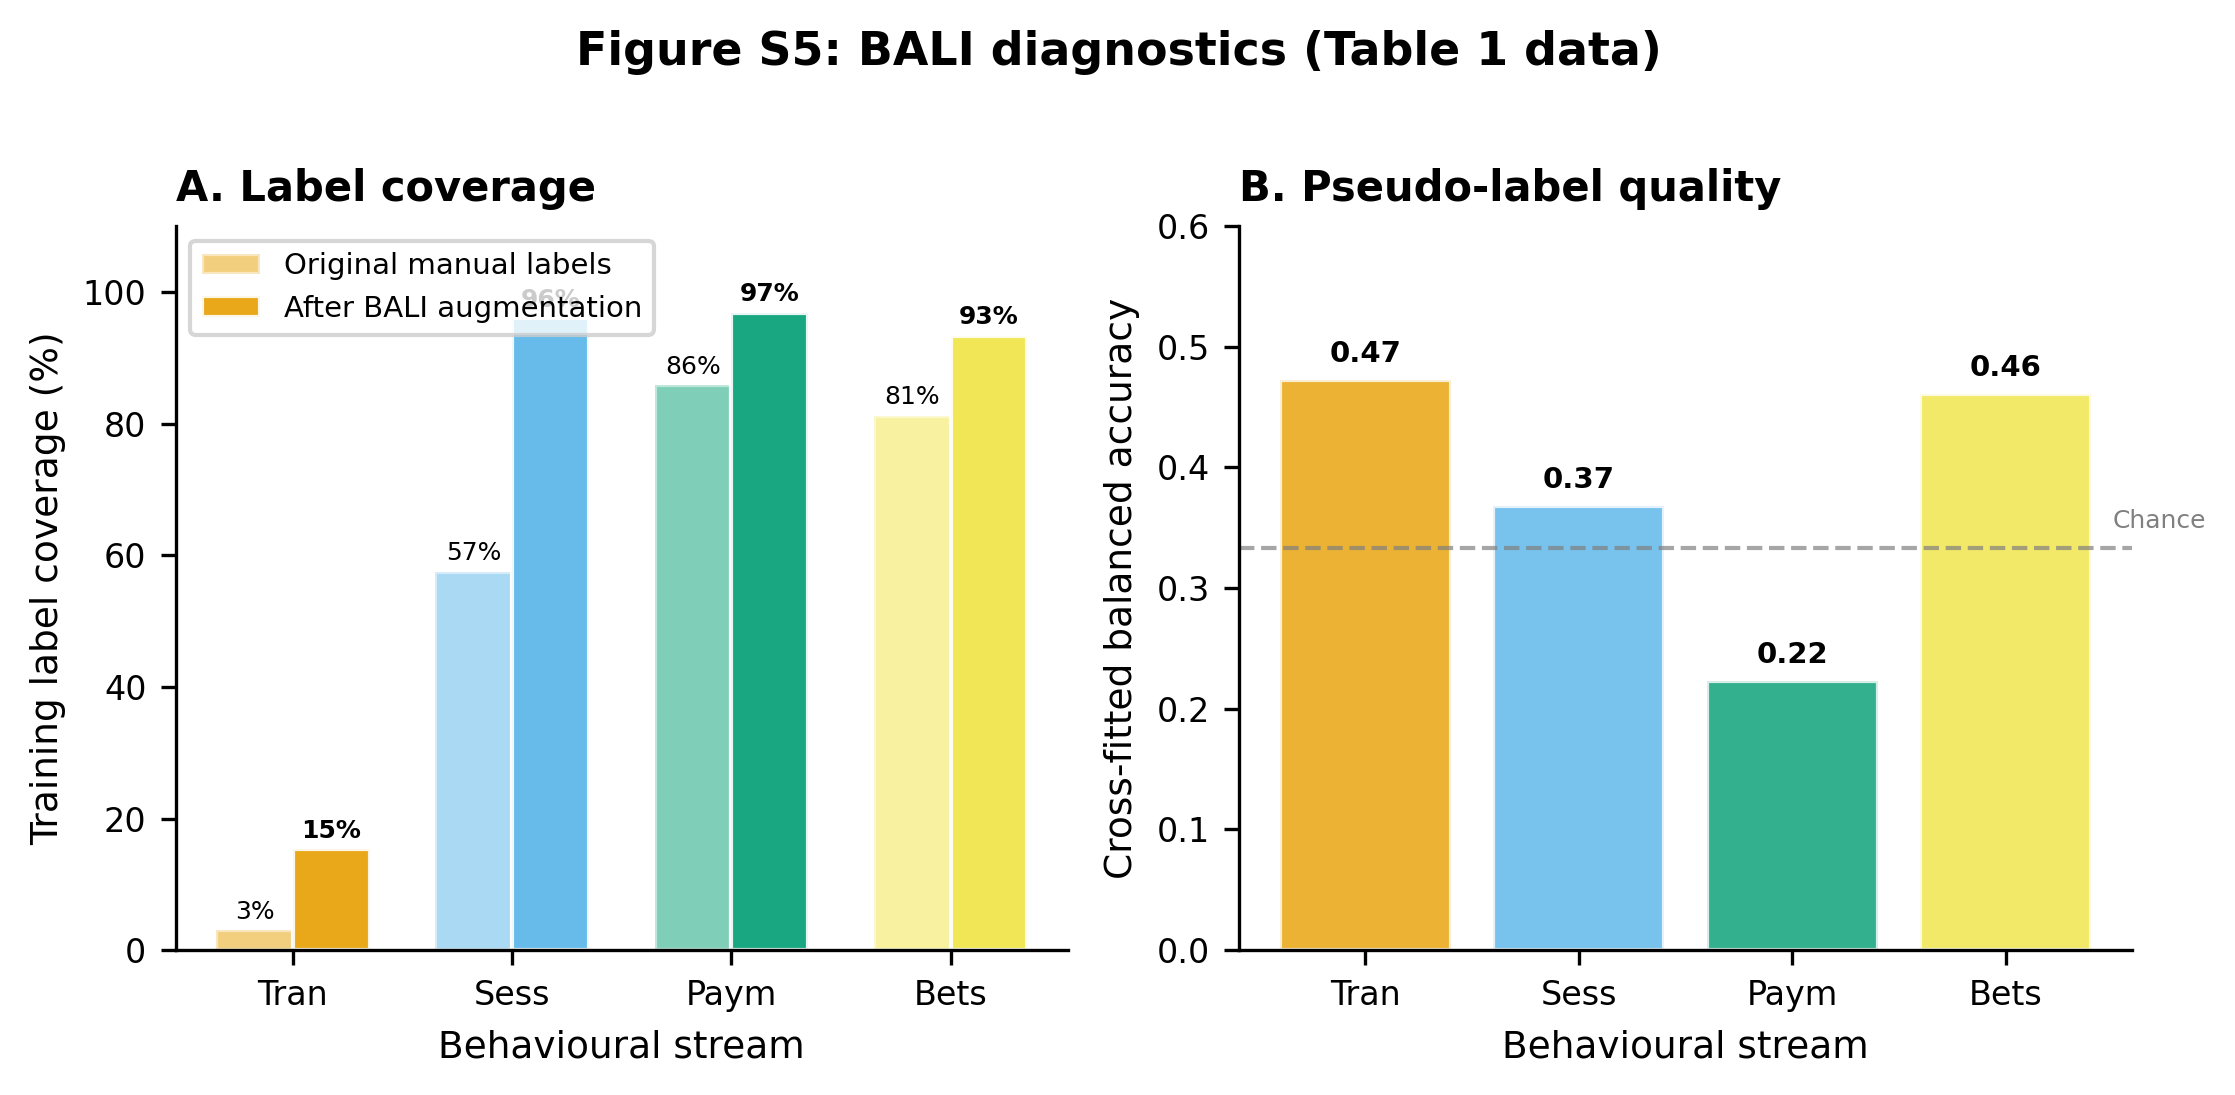 Figure S5: BALI diagnostics (Table 1 data)
A. Label coverage
Training label coverage (%)
100
80
60
40
20
0
Original manual labels
After BALI augmentation
3%
15%
57%
96%
86%
97%
81%
93%
Tran
Sess
Paym
Bets
Behavioural stream
B. Pseudo-label quality
Cross-fitted balanced accuracy
0.6
0.5
0.4
0.3
0.2
0.1
0.0
0.47
0.37
0.22
0.46
Chance
Tran
Sess
Paym
Bets
Behavioural stream